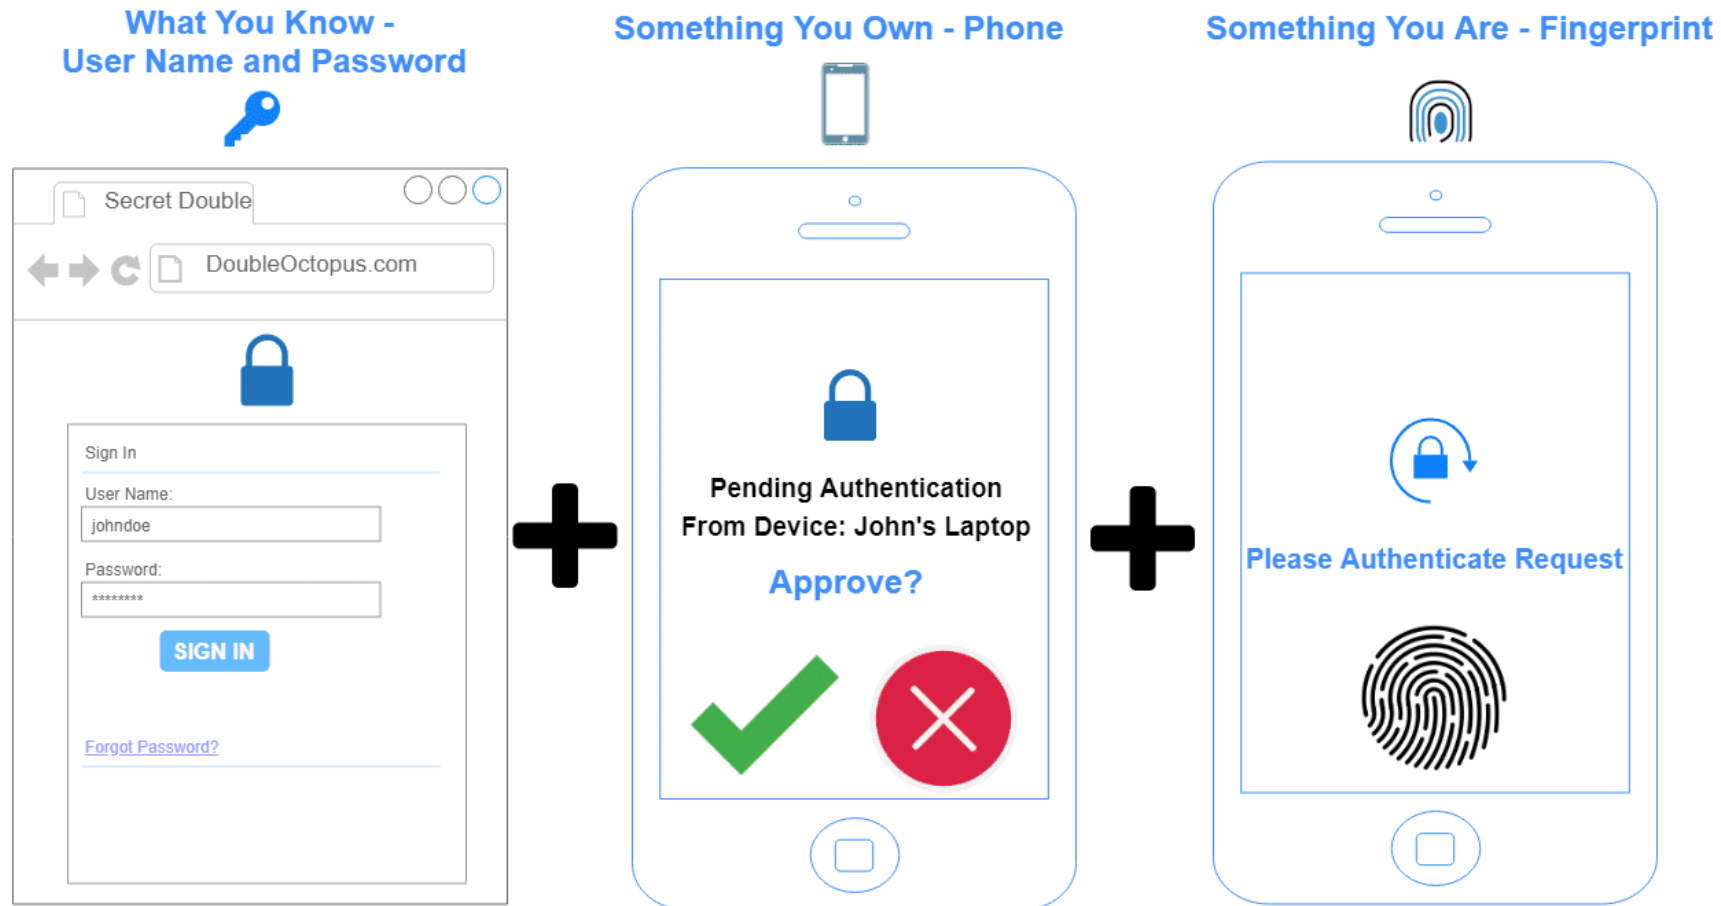 What You Know -
User Name and Password
Secret Double
DoubleOctopus.com
Sign In
User Name:
johndoe
Password:
********
SIGN IN
Forgot Password?
Something You Own - Phone
Pending Authentication
From Device: John's Laptop
Approve?
Something You Are - Fingerprint
Please Authenticate Request